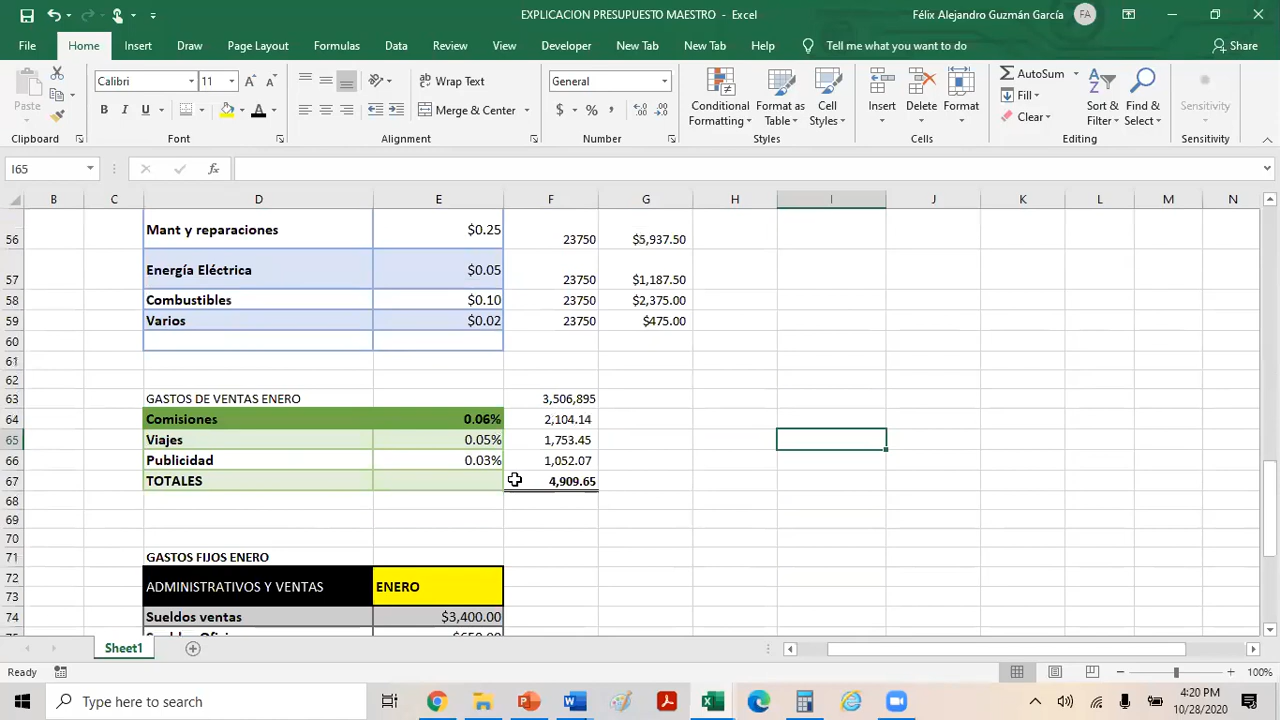 EXPLICACION PRESUPUESTO MAESTRO - Excel
Félix Alejandro Guzmán García
FA
File Home Insert Draw Page Layout Formulas Data Review View Developer New Tab New Tab Help Tell me what you want to do Share
Paste
Calibri 11
B I U
Wrap Text
Merge & Center
General
$ % ,
Conditional Formatting
Format as Table
Cell Styles
Insert
Delete
Format
AutoSum
Fill
Clear
Sort & Filter
Find & Select
Sensitivity
Clipboard Font Alignment Number Styles Cells Editing Sensitivity
I65
fx
B C D E F G H I J K L M N
56 Mant y reparaciones $0.25 23750 $5,937.50
57 Energía Eléctrica $0.05 23750 $1,187.50
58 Combustibles $0.10 23750 $2,375.00
59 Varios $0.02 23750 $475.00
60
61
62
63 GASTOS DE VENTAS ENERO 3,506,895
64 Comisiones 0.06% 2,104.14
65 Viajes 0.05% 1,753.45
66 Publicidad 0.03% 1,052.07
67 TOTALES 4,909.65
68
69
70
71 GASTOS FIJOS ENERO
72 ADMINISTRATIVOS Y VENTAS ENERO
73
74 Sueldos ventas $3,400.00
Sheet1
Ready
100%
Type here to search
4:20 PM
10/28/2020